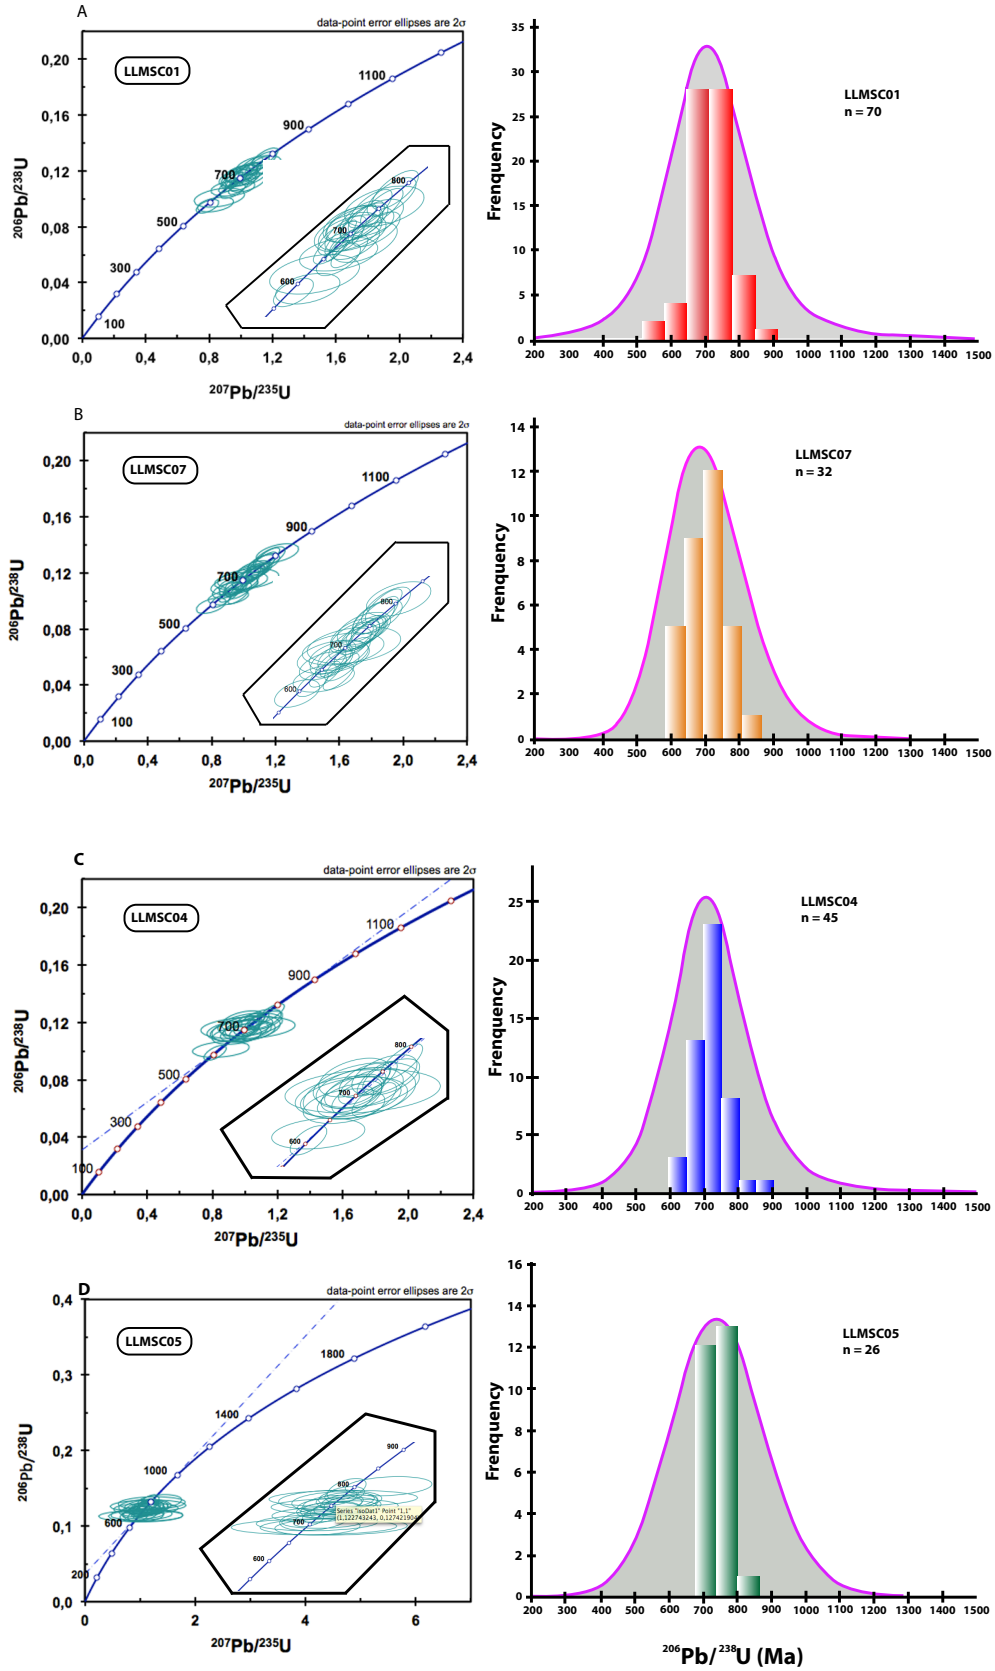 A
data-point error ellipses are 2σ
LLMSC01
0,20
0,16
0,12
0,08
0,04
0,00
206Pb/238U
100
300
500
700
900
1100
600
700
800
0,0 0,4 0,8 1,2 1,6 2,0 2,4
207Pb/235U
35
30
25
20
15
10
5
0
Frenquency
LLMSC01
n = 70
200 300 400 500 600 700 800 900 1000 1100 1200 1300 1400 1500
B
data-point error ellipses are 2σ
LLMSC07
0,20
0,16
0,12
0,08
0,04
0,00
206Pb/238U
100
300
500
700
900
1100
600
700
800
0,0 0,4 0,8 1,2 1,6 2,0 2,4
207Pb/235U
14
12
10
8
6
4
2
0
Frenquency
LLMSC07
n = 32
200 300 400 500 600 700 800 900 1000 1100 1200 1300 1400 1500
C
data-point error ellipses are 2σ
LLMSC04
0,20
0,16
0,12
0,08
0,04
0,00
206Pb/238U
100
300
500
700
900
1100
600
700
800
0,0 0,4 0,8 1,2 1,6 2,0 2,4
207Pb/235U
25
20
15
10
5
0
Frenquency
LLMSC04
n = 45
200 300 400 500 600 700 800 900 1000 1100 1200 1300 1400 1500
D
data-point error ellipses are 2σ
LLMSC05
0,4
0,3
0,2
0,1
0,0
206Pb/238U
200
600
1000
1400
1800
600
700
600
900
Series "isoDat1" Point "1,1"
(1,122743243, 0,127421904
0 2 4 6
207Pb/235U
16
14
12
10
8
6
4
2
0
Frenquency
LLMSC05
n = 26
200 300 400 500 600 700 800 900 1000 1100 1200 1300 1400 1500
206Pb/ 238U (Ma)